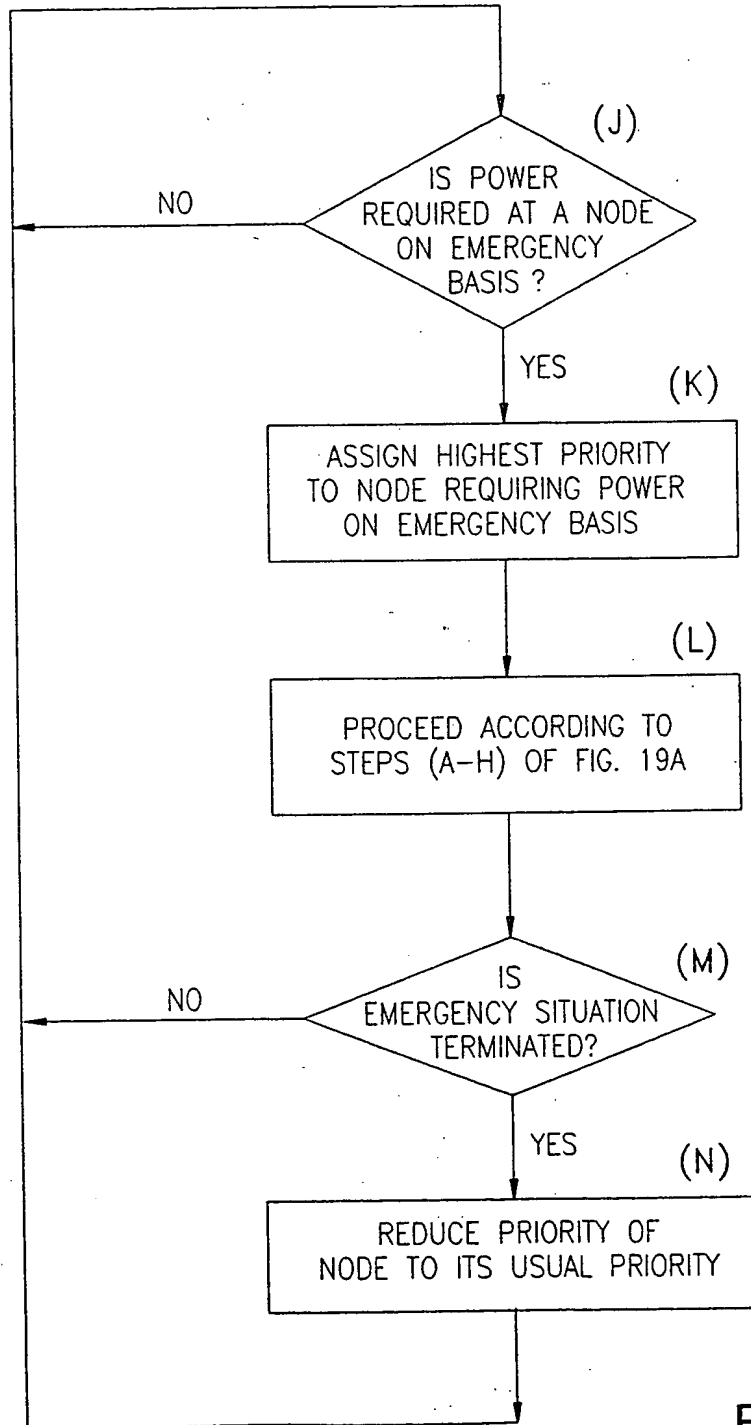 (J)
IS POWER
REQUIRED AT A NODE
ON EMERGENCY
BASIS ?
NO
YES
(K)
ASSIGN HIGHEST PRIORITY
TO NODE REQUIRING POWER
ON EMERGENCY BASIS
(L)
PROCEED ACCORDING TO
STEPS (A-H) OF FIG. 19A
(M)
IS
EMERGENCY SITUATION
TERMINATED?
NO
YES
(N)
REDUCE PRIORITY OF
NODE TO ITS USUAL PRIORITY